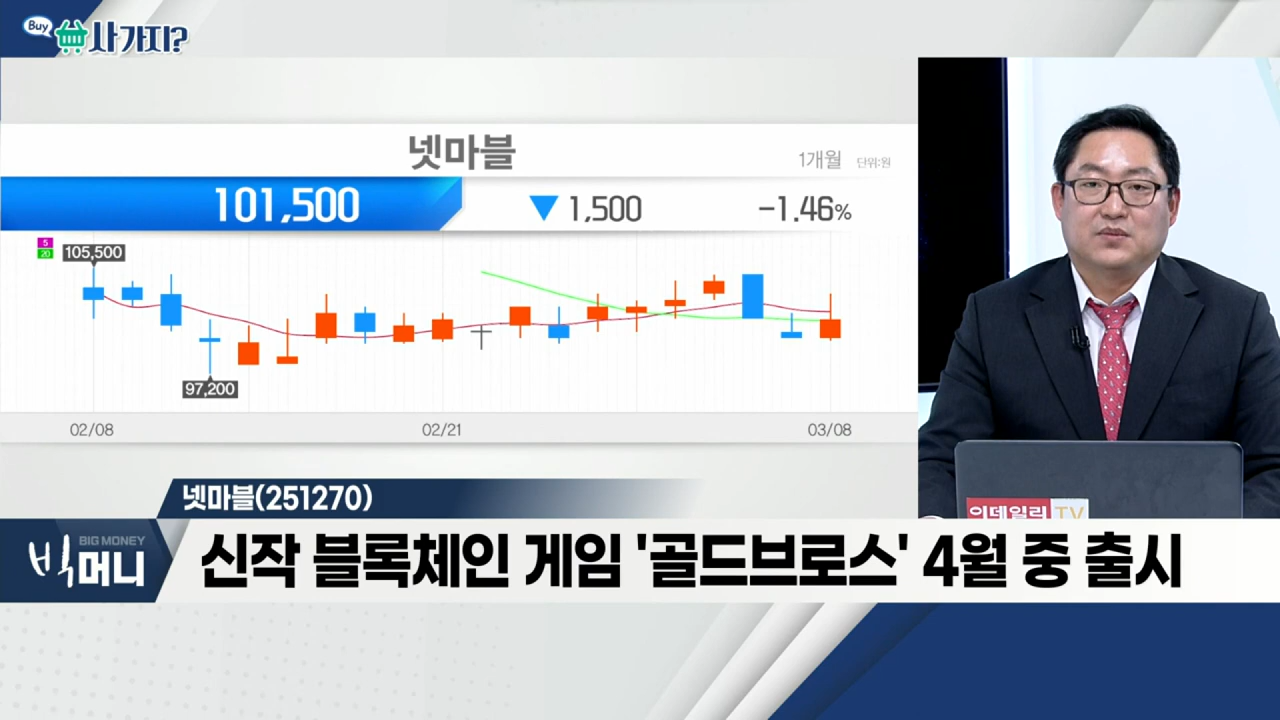 Buy 사가지?
넷마블
1개월 단위:원
101,500 ▼ 1,500 -1.46%
5
20
105,500
97,200
02/08 02/21 03/08
넷마블(251270)
BIG MONEY
빅머니
신작 블록체인 게임 '골드브로스' 4월 중 출시
이데일리 TV